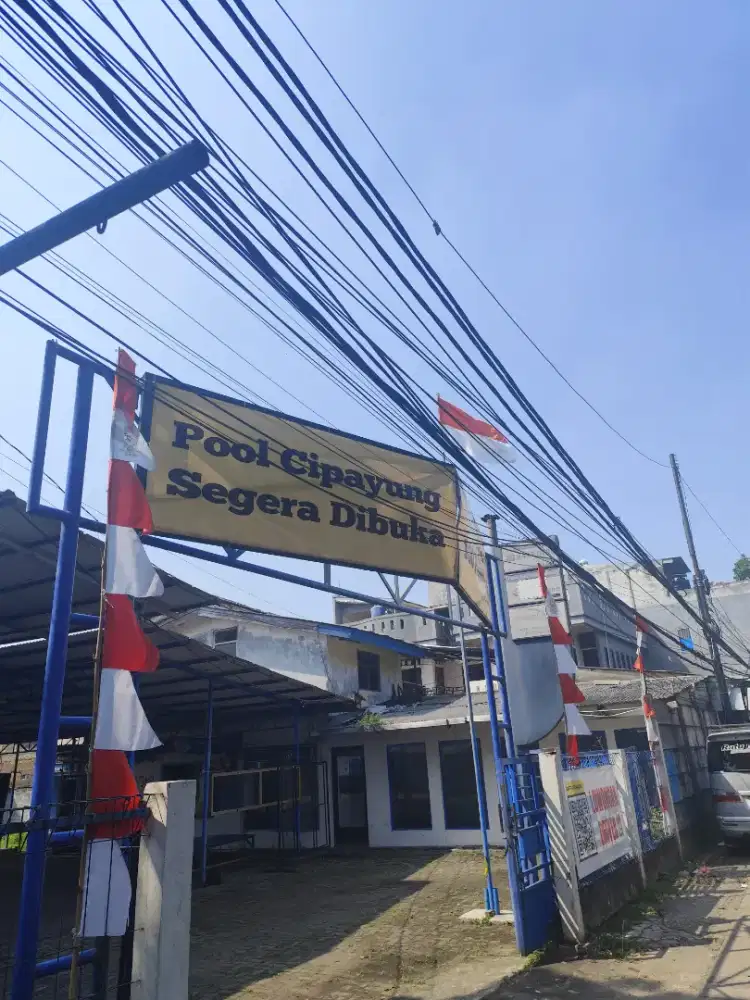 Pool Cipayung
Segera Dibuka